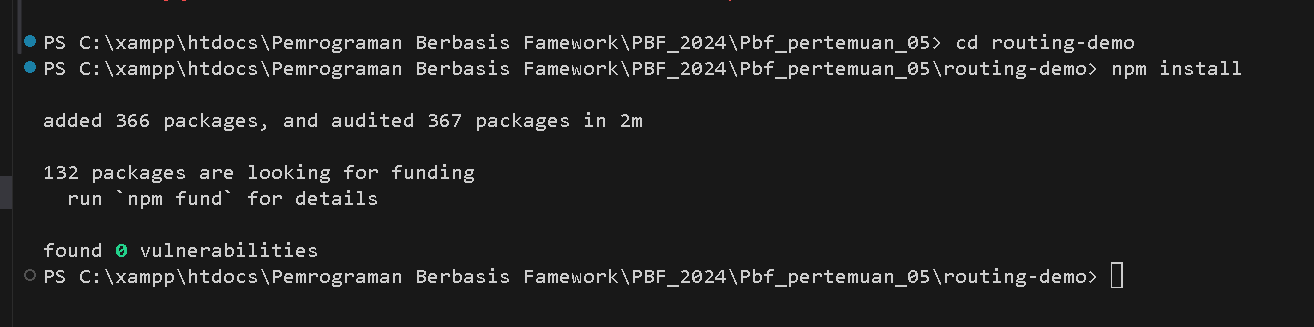 PS C:\xampp\htdocs\Pemrograman Berbasis Famework\PBF_2024\Pbf_pertemuan_05> cd routing-demo
PS C:\xampp\htdocs\Pemrograman Berbasis Famework\PBF_2024\Pbf_pertemuan_05\routing-demo> npm install
added 366 packages, and audited 367 packages in 2m
132 packages are looking for funding
run `npm fund` for details
found 0 vulnerabilities
PS C:\xampp\htdocs\Pemrograman Berbasis Famework\PBF_2024\Pbf_pertemuan_05\routing-demo>